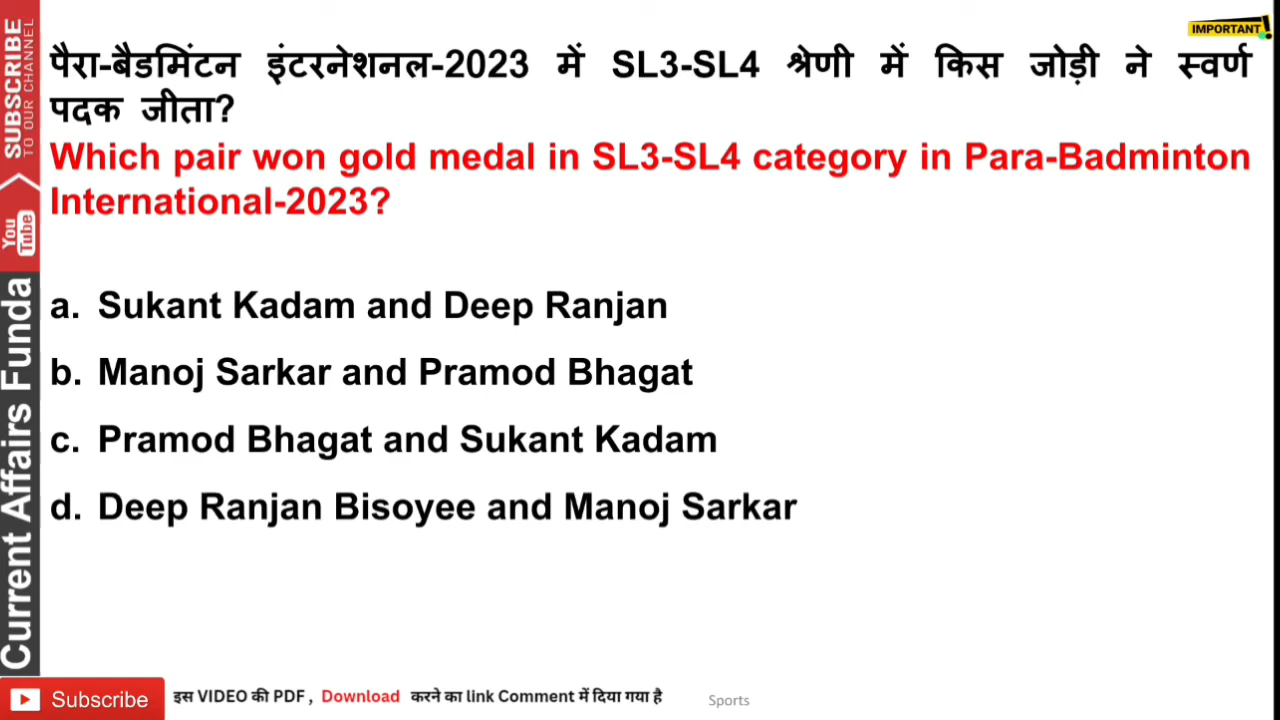 IMPORTANT
पैरा-बैडमिंटन इंटरनेशनल-2023 में SL3-SL4 श्रेणी में किस जोड़ी ने स्वर्ण
पदक जीता?
Which pair won gold medal in SL3-SL4 category in Para-Badminton
International-2023?
a. Sukant Kadam and Deep Ranjan
b. Manoj Sarkar and Pramod Bhagat
c. Pramod Bhagat and Sukant Kadam
d. Deep Ranjan Bisoyee and Manoj Sarkar
SUBSCRIBE
TO OUR CHANNEL
You
Tube
Current Affairs Funda
Subscribe
इस VIDEO की PDF , Download करने का link Comment में दिया गया है
Sports